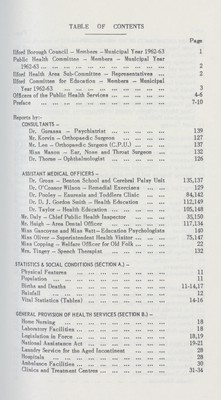 TABLE OF CONTENTS
Page
Ilford Borough Council – Members – Municipal Year 1962-63 1
Public Health Committee – Members – Municipal Year
1962-63 ... 2
Ilford Health Area Sub-Committee – Representatives ... 2
Ilford Committee for Education – Members – Municipal
Year 1962-63 ... 3
Officers of the Public Health Services ... 4-6
Preface ... 7-10
Reports by:-
CONSULTANTS –
Dr. Gurassa – Psychiatrist ... 139
Mr. Korvin – Orthopaedic Surgeon ... 127
Mr. Lee – Orthopaedic Surgeon (C.P.U.) ... 137
Miss Mason – Ear, Nose and Throat Surgeon ... 132
Dr. Thorne – Ophthalmologist ... 126
ASSISTANT MEDICAL OFFICERS –
Dr. Gross – Benton School and Cerebral Palsy Unit 135,137
Dr. O'Connor Wilson – Remedial Exercises ... 129
Dr. Pooley – Enuresis and Toddlers Clinic ... 64,142
Dr. D. J. Gordon Smith – Health Education ... 112,149
Dr. Taylor – Health Education ... 105,148
Mr. Daly – Chief Public Health Inspector ... 35,150
Mr. Haigh – Area Dental Officer ... 117,134
Miss Gascoyne and Miss Watt – Education Psychologists 140
Miss Oliver – Superintendent Health Visitor ... 75,147
Miss Copping – Welfare Officer for Old Folk ... 22
Mrs. Tingey – Speech Therapist ... 132
STATISTICS & SOCIAL CONDITIONS (SECTION A.) –
Physical Features ... 11
Population ... 11
Births and Deaths ... 11-14,17
Rainfall ... 12
Vital Statistics (Tables) ... 14-16
GENERAL PROVISION OF HEALTH SERVICES (SECTION B.) –
Home Nursing ... 18
Laboratory Facilities ... 18
Legislation in Force ... 18,19
National Assistance Act ... 19-21
Laundry Service for the Aged Incontinent ... 28
Hospitals ... 28
Ambulance Facilities ... 30
Clinics and Treatment Centres ... 31-34